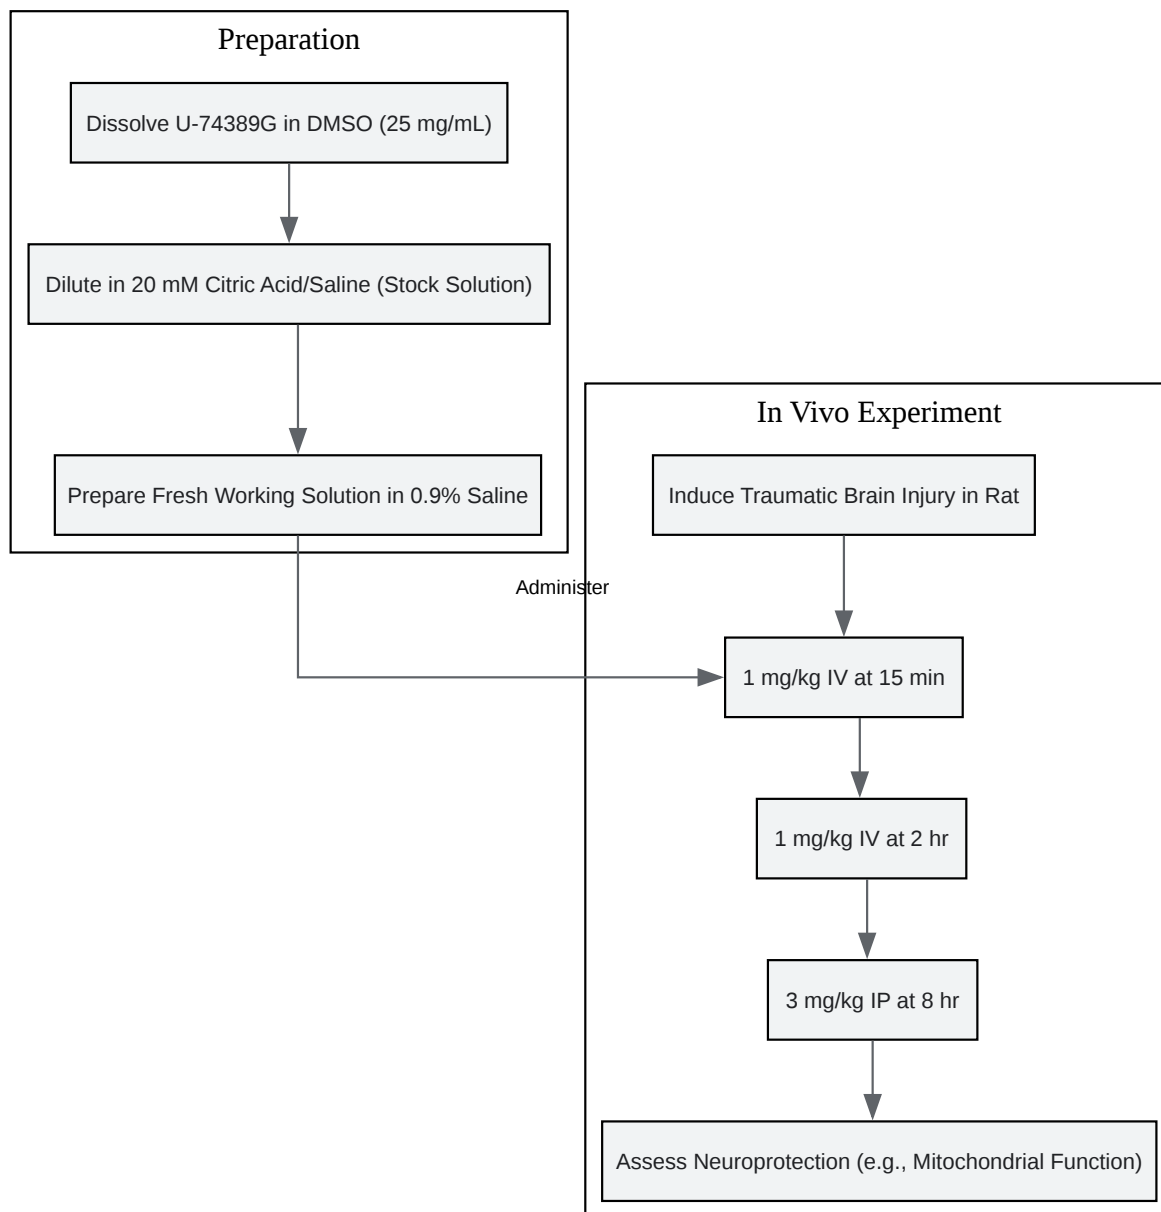 Preparation
Dissolve U-74389G in DMSO (25 mg/mL)
Dilute in 20 mM Citric Acid/Saline (Stock Solution)
Prepare Fresh Working Solution in 0.9% Saline
Administer
In Vivo Experiment
Induce Traumatic Brain Injury in Rat
1 mg/kg IV at 15 min
1 mg/kg IV at 2 hr
3 mg/kg IP at 8 hr
Assess Neuroprotection (e.g., Mitochondrial Function)